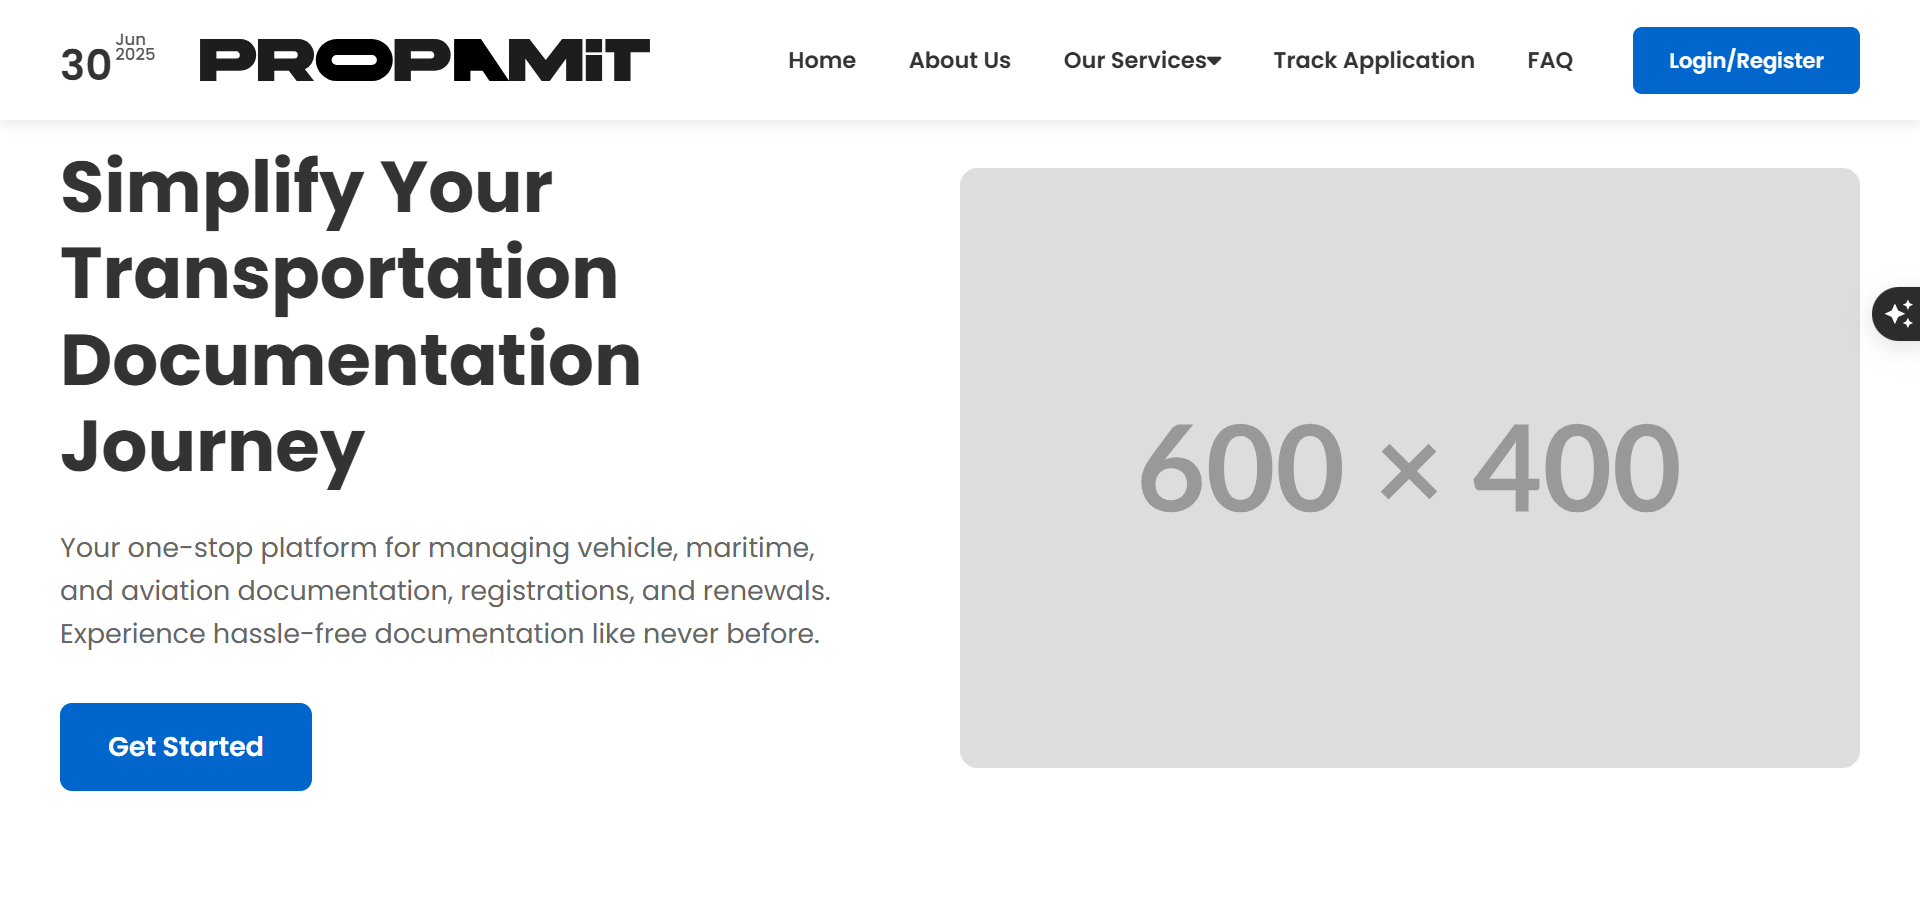 30 Jun 2025
PROPAMiT
Home About Us Our Services Track Application FAQ Login/Register
Simplify Your
Transportation
Documentation
Journey
Your one-stop platform for managing vehicle, maritime,
and aviation documentation, registrations, and renewals.
Experience hassle-free documentation like never before.
Get Started
600 × 400